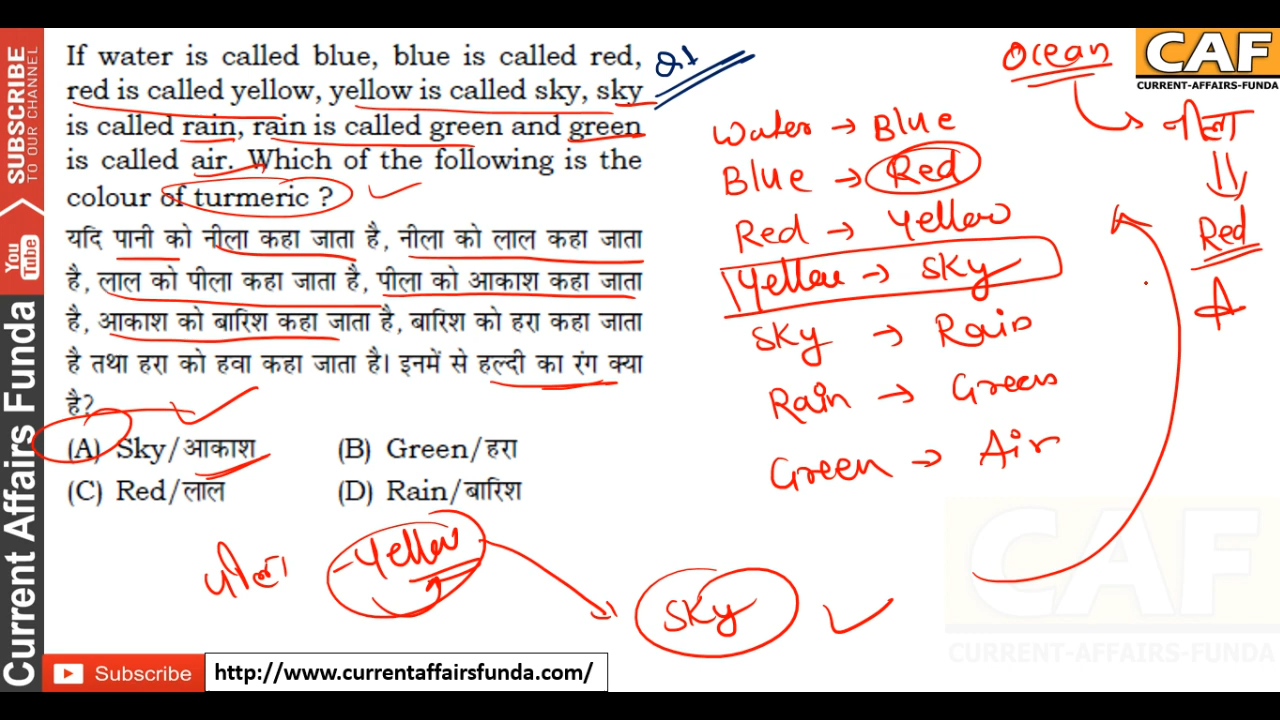 If water is called blue, blue is called red,
red is called yellow, yellow is called sky, sky
is called rain, rain is called green and green
is called air. Which of the following is the
colour of turmeric ?
यदि पानी को नीला कहा जाता है, नीला को लाल कहा जाता
है, लाल को पीला कहा जाता है, पीला को आकाश कहा जाता
है, आकाश को बारिश कहा जाता है, बारिश को हरा कहा जाता
है तथा हरा को हवा कहा जाता है। इनमें से हल्दी का रंग क्या
है?
(A) Sky/आकाश (B) Green/हरा
(C) Red/लाल (D) Rain/बारिश
पीला Yellow
Sky
Water → Blue
Blue → Red
Red → Yellow
Yellow → Sky
Sky → Rain
Rain → Green
Green → Air
Ocean
नीला
Red
A
CAF
CURRENT-AFFAIRS-FUNDA
CAF
CURRENT-AFFAIRS-FUNDA
SUBSCRIBE
TO OUR CHANNEL
YouTube
Current Affairs Funda
Subscribe
http://www.currentaffairsfunda.com/